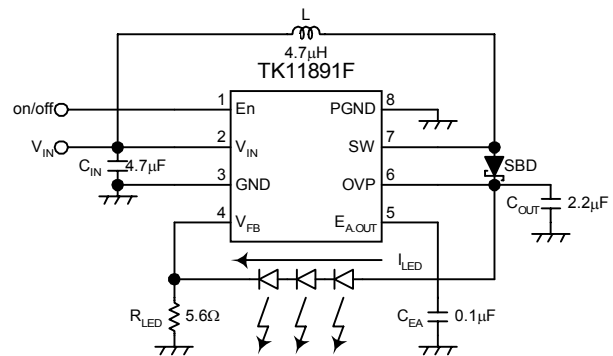 L
4.7µH
TK11891F
on/off
1 En
PGND 8
V_IN
2 V_IN
SW 7
C_IN 4.7µF
SBD
3 GND
OVP 6
C_OUT 2.2µF
4 V_FB
E_A.OUT 5
I_LED
R_LED 5.6Ω
C_EA 0.1µF